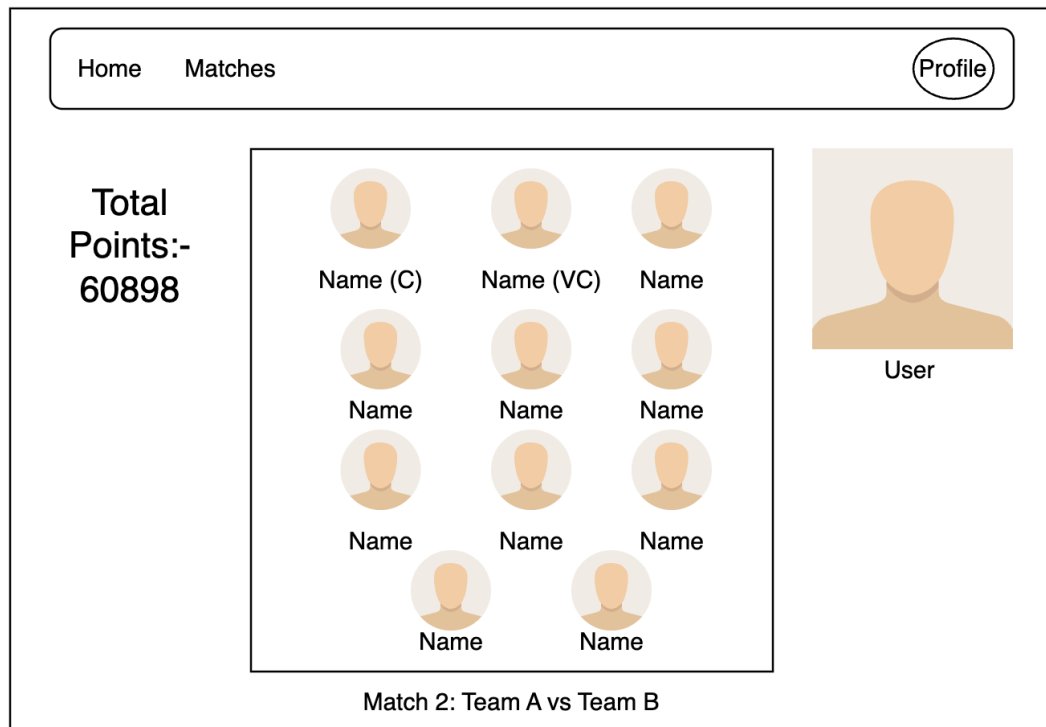 Home Matches Profile
Total
Points:-
60898
Name (C) Name (VC) Name
User
Name Name Name
Name Name Name
Name Name
Match 2: Team A vs Team B